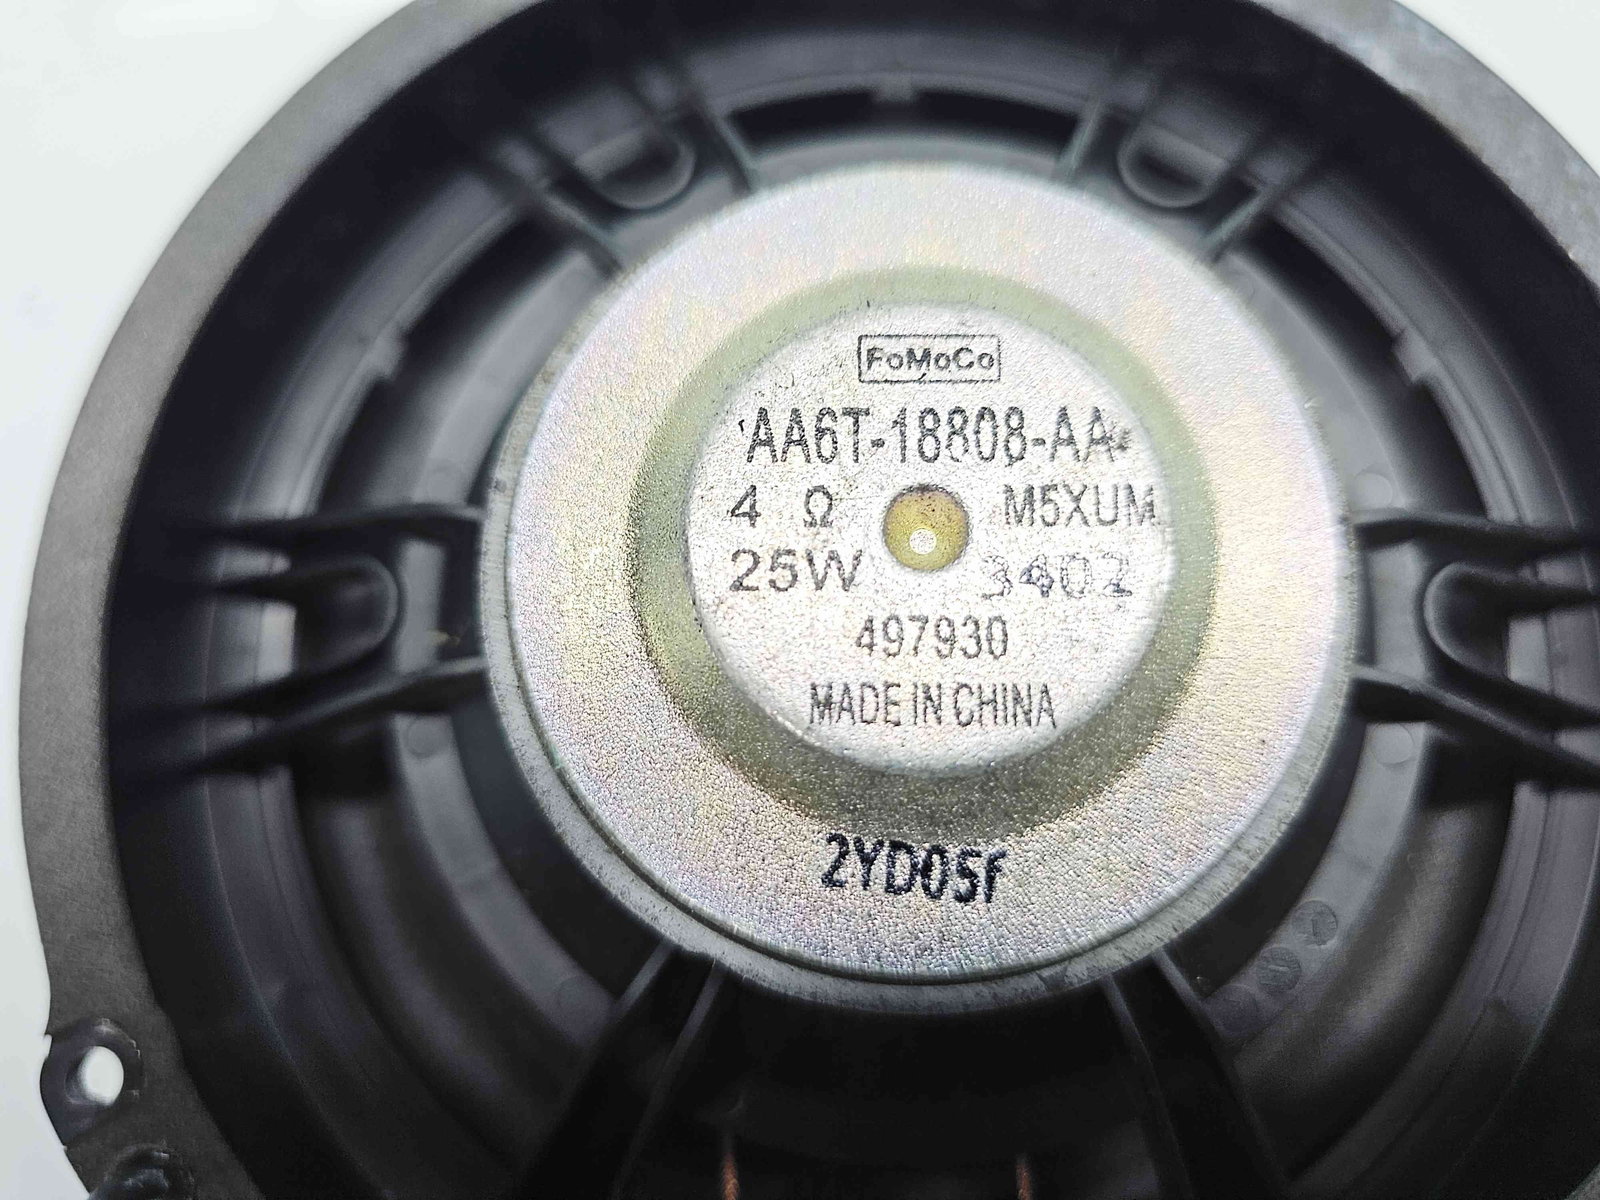 FoMoCo
AA6T-18808-AA
4 Ω M5XUM
25W 3402
497930
MADE IN CHINA
2YD05f